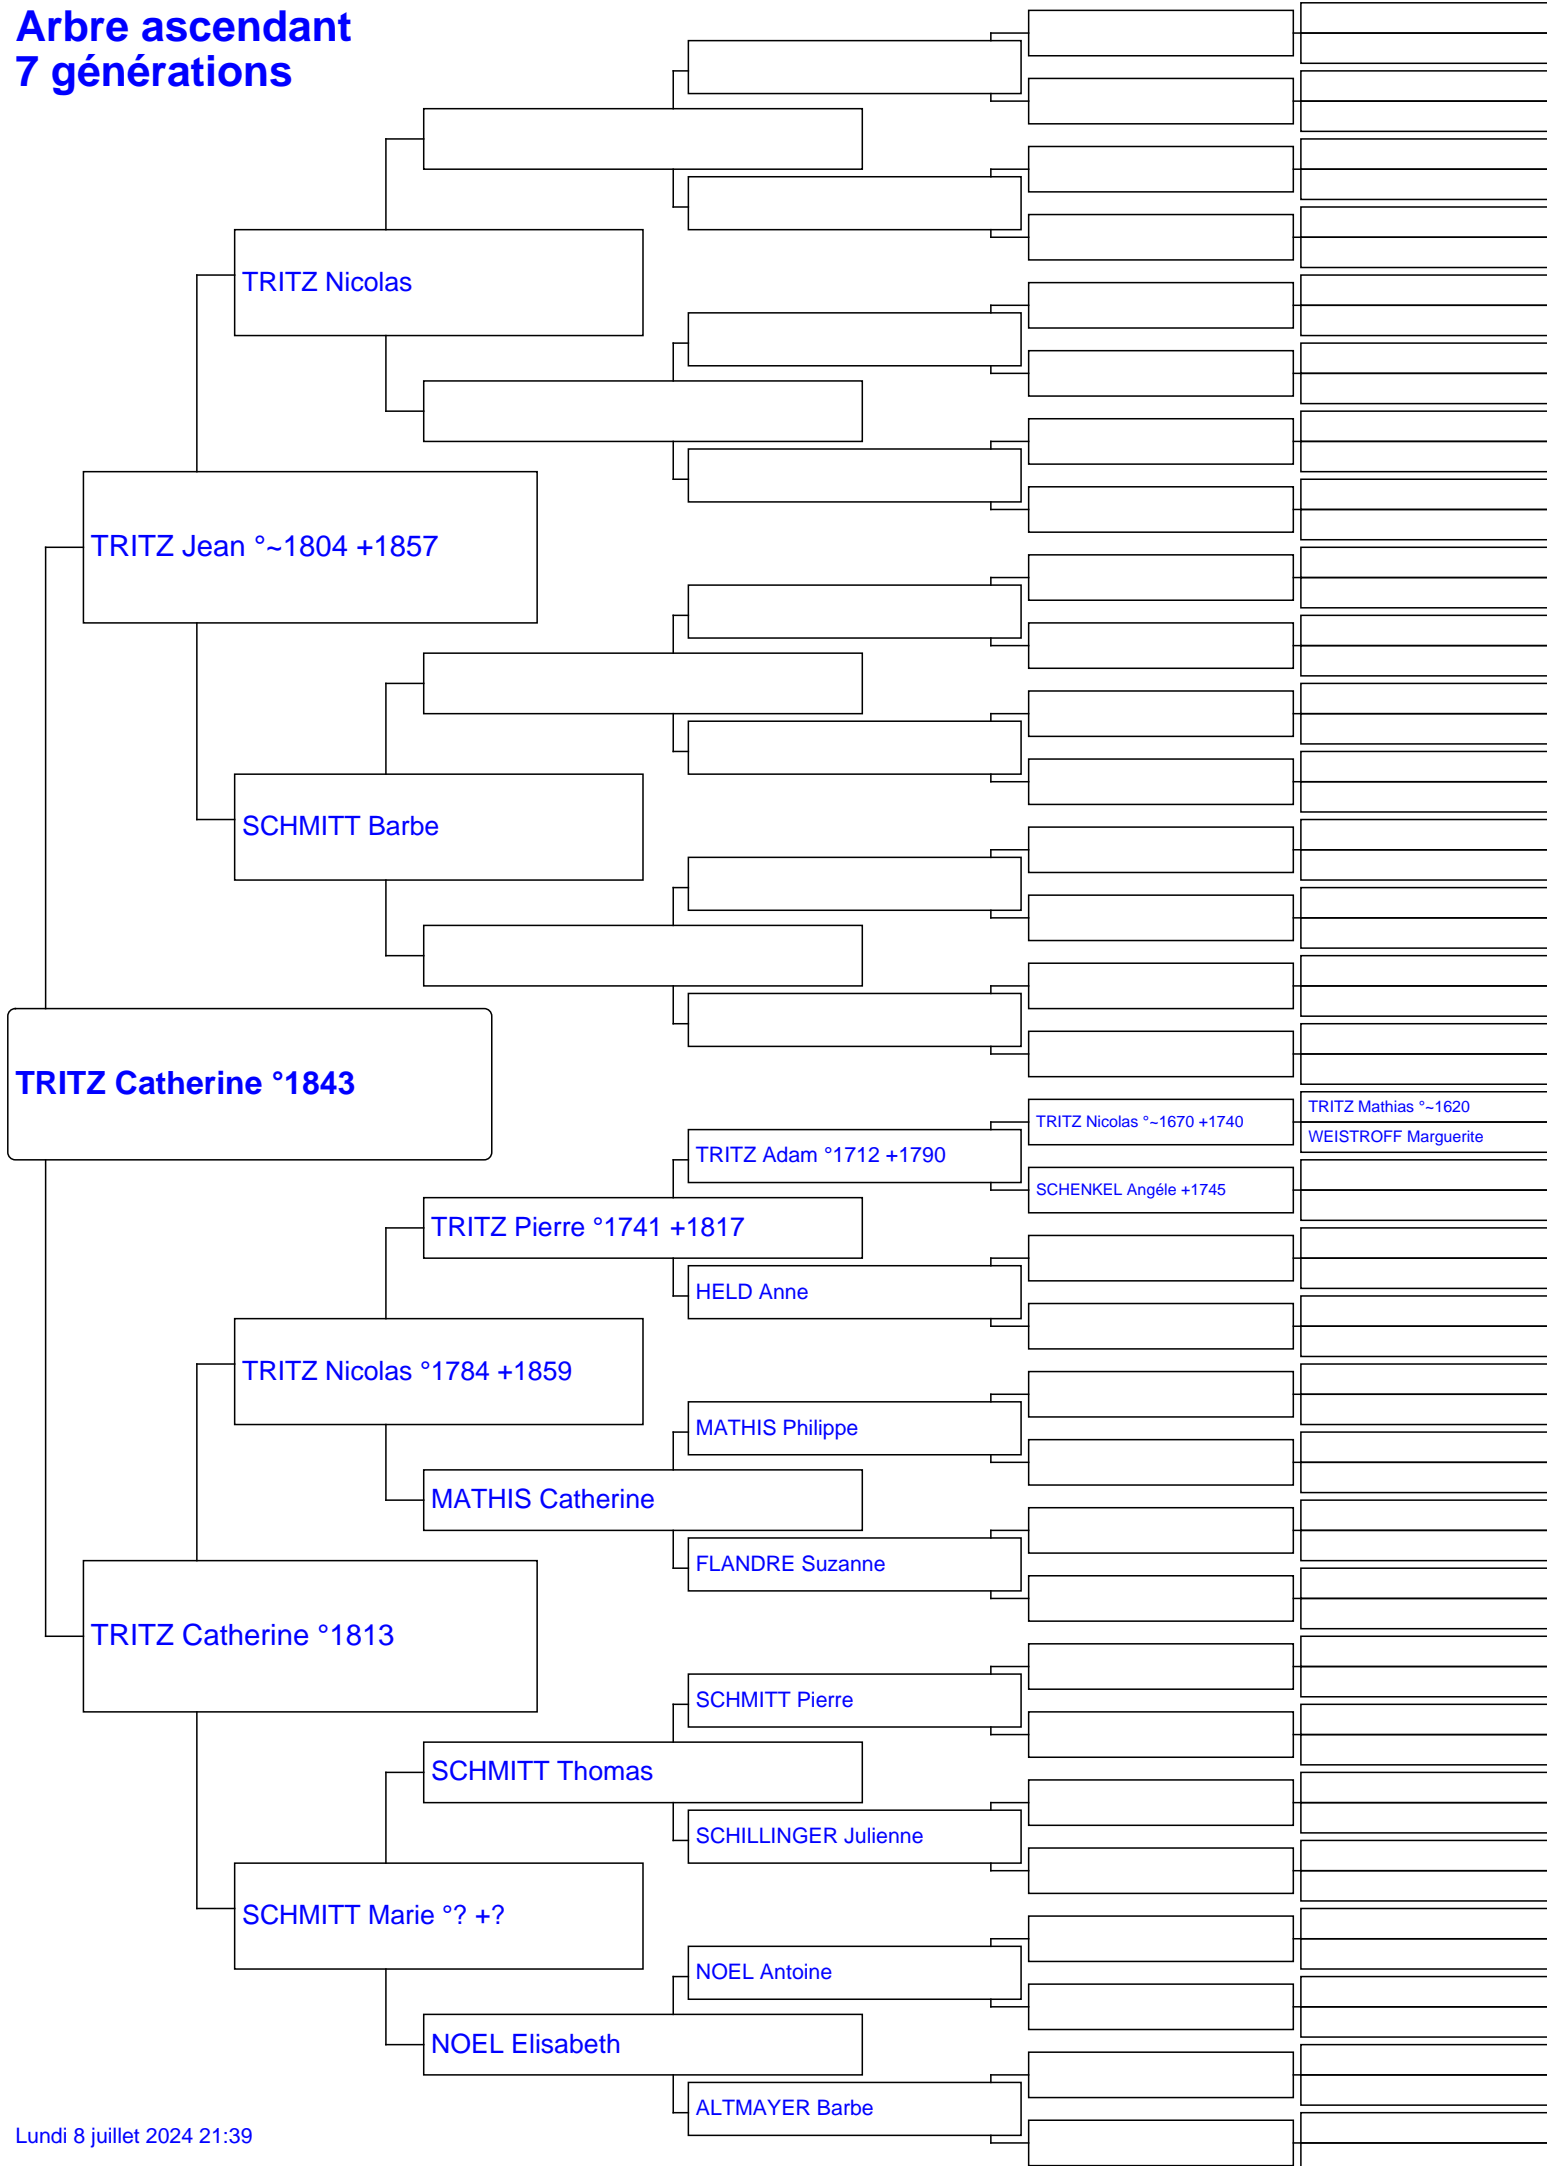 Arbre ascendant
7 générations
TRITZ Nicolas
TRITZ Jean °~1804 +1857
SCHMITT Barbe
TRITZ Catherine °1843
TRITZ Nicolas °~1670 +1740
TRITZ Mathias °~1620
WEISTROFF Marguerite
TRITZ Adam °1712 +1790
SCHENKEL Angéle +1745
TRITZ Pierre °1741 +1817
HELD Anne
TRITZ Nicolas °1784 +1859
MATHIS Philippe
MATHIS Catherine
FLANDRE Suzanne
TRITZ Catherine °1813
SCHMITT Pierre
SCHMITT Thomas
SCHILLINGER Julienne
SCHMITT Marie °? +?
NOEL Antoine
NOEL Elisabeth
ALTMAYER Barbe
Lundi 8 juillet 2024 21:39